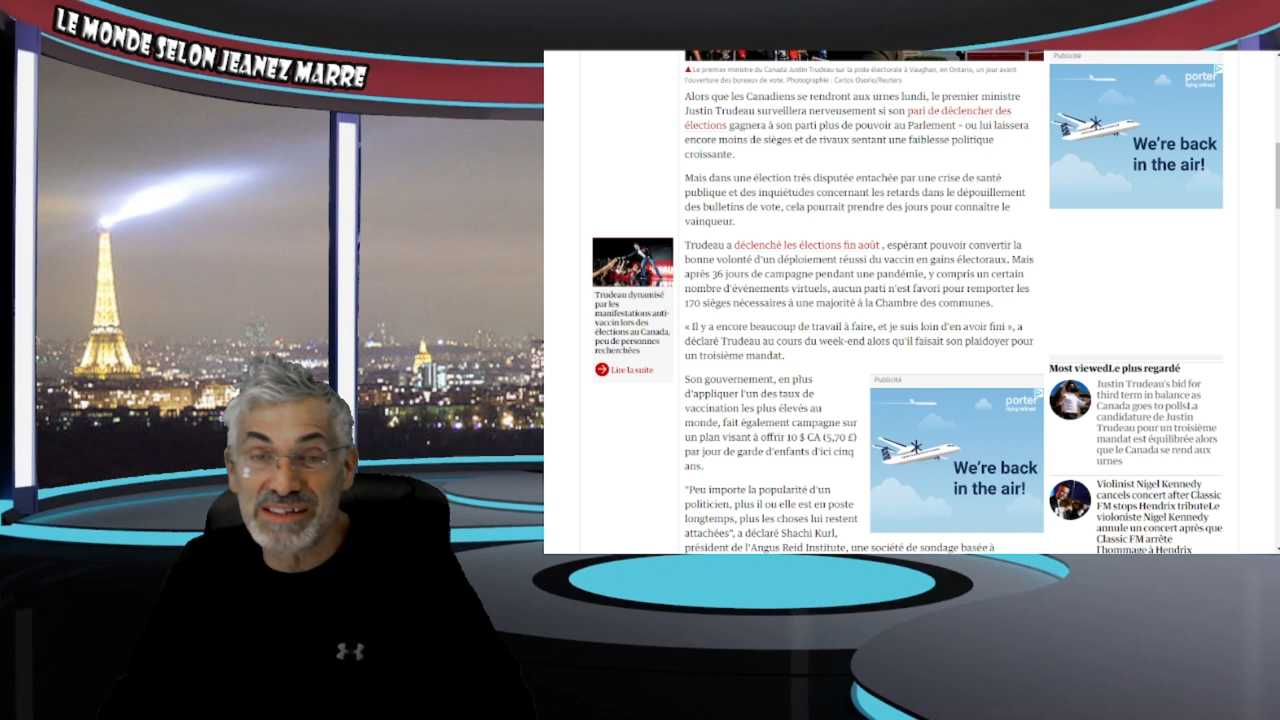 LE MONDE SELON JEANEZ MARRE
Publicité
▲ Le premier ministre du Canada Justin Trudeau sur la piste électorale à Vaughan, en Ontario, un jour avant
l'ouverture des bureaux de vote. Photographie : Carlos Osorio/Reuters
Alors que les Canadiens se rendront aux urnes lundi, le premier ministre
Justin Trudeau surveillera nerveusement si son pari de déclencher des
élections gagnera à son parti plus de pouvoir au Parlement – ou lui laissera
encore moins de sièges et de rivaux sentant une faiblesse politique
croissante.
Mais dans une élection très disputée entachée par une crise de santé
publique et des inquiétudes concernant les retards dans le dépouillement
des bulletins de vote, cela pourrait prendre des jours pour connaître le
vainqueur.
Trudeau a déclenché les élections fin août , espérant pouvoir convertir la
bonne volonté d'un déploiement réussi du vaccin en gains électoraux. Mais
après 36 jours de campagne pendant une pandémie, y compris un certain
nombre d'événements virtuels, aucun parti n'est favori pour remporter les
170 sièges nécessaires à une majorité à la Chambre des communes.
« Il y a encore beaucoup de travail à faire, et je suis loin d'en avoir fini », a
déclaré Trudeau au cours du week-end alors qu'il faisait son plaidoyer pour
un troisième mandat.
Son gouvernement, en plus
d'appliquer l'un des taux de
vaccination les plus élevés au
monde, fait également campagne sur
un plan visant à offrir 10 $ CA (5,70 £)
par jour de garde d'enfants d'ici cinq
ans.
"Peu importe la popularité d'un
politicien, plus il ou elle est en poste
longtemps, plus les choses lui restent
attachées", a déclaré Shachi Kurl,
président de l'Angus Reid Institute, une société de sondage basée à
Trudeau dynamisé
par les
manifestations anti-
vaccin lors des
élections au Canada,
peu de personnes
recherchées
Lire la suite
Publicité
porter
flying refined
We're back
in the air!
porter
flying refined
We're back
in the air!
Most viewedLe plus regardé
Justin Trudeau's bid for
third term in balance as
Canada goes to pollsLa
candidature de Justin
Trudeau pour un troisième
mandat est équilibrée alors
que le Canada se rend aux
urnes
Violinist Nigel Kennedy
cancels concert after Classic
FM stops Hendrix tributeLe
violoniste Nigel Kennedy
annule un concert après que
Classic FM arrête
l'hommage à Hendrix